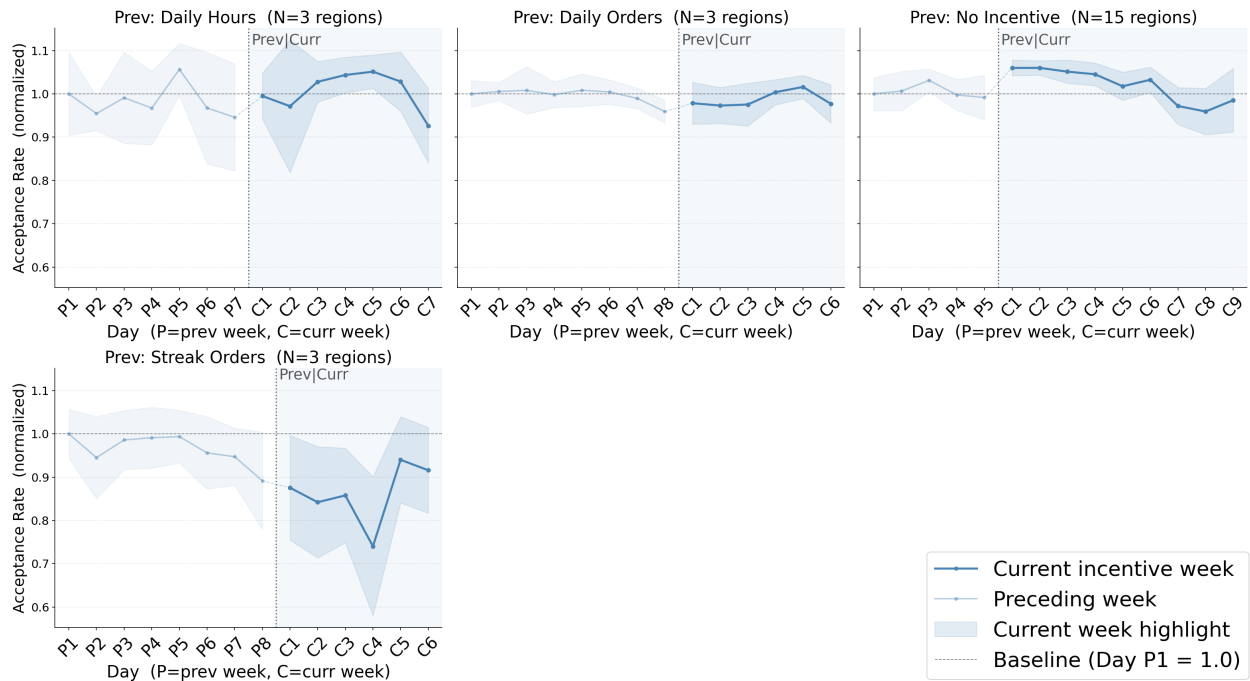 Prev: Daily Hours (N=3 regions)
Prev|Curr
Acceptance Rate (normalized)
1.1
1.0
0.9
0.8
0.7
0.6
P1 P2 P3 P4 P5 P6 P7 C1 C2 C3 C4 C5 C6 C7
Day (P=prev week, C=curr week)
Prev: Daily Orders (N=3 regions)
Prev|Curr
P1 P2 P3 P4 P5 P6 P7 P8 C1 C2 C3 C4 C5 C6
Day (P=prev week, C=curr week)
Prev: No Incentive (N=15 regions)
Prev|Curr
P1 P2 P3 P4 P5 C1 C2 C3 C4 C5 C6 C7 C8 C9
Day (P=prev week, C=curr week)
Prev: Streak Orders (N=3 regions)
Prev|Curr
Acceptance Rate (normalized)
1.1
1.0
0.9
0.8
0.7
0.6
P1 P2 P3 P4 P5 P6 P7 P8 C1 C2 C3 C4 C5 C6
Day (P=prev week, C=curr week)
Current incentive week
Preceding week
Current week highlight
Baseline (Day P1 = 1.0)